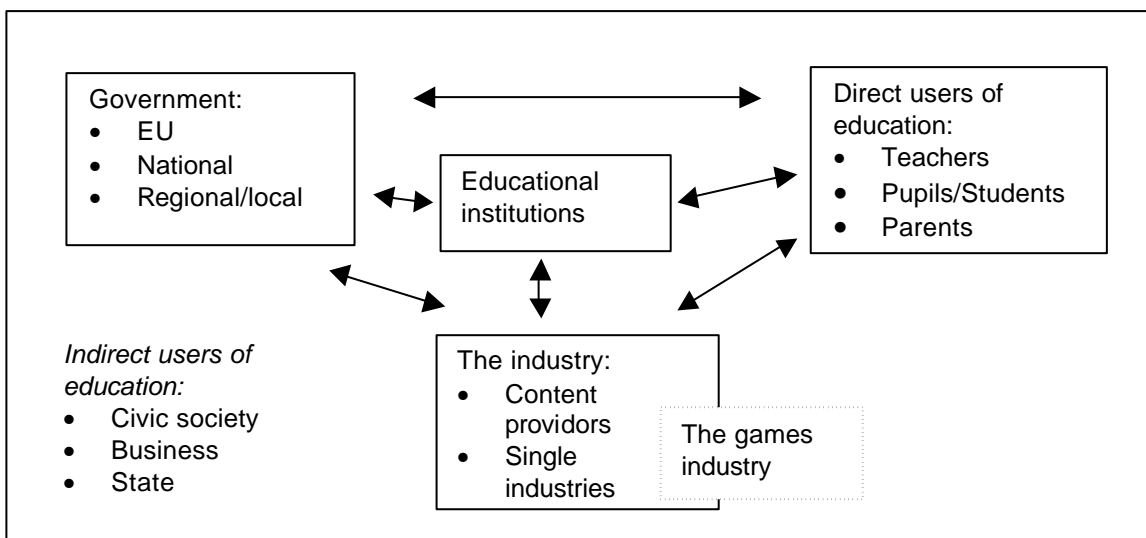 Government:
• EU
• National
• Regional/local
Educational
institutions
Direct users of
education:
• Teachers
• Pupils/Students
• Parents
Indirect users of
education:
• Civic society
• Business
• State
The industry:
• Content
providors
• Single
industries
The games
industry